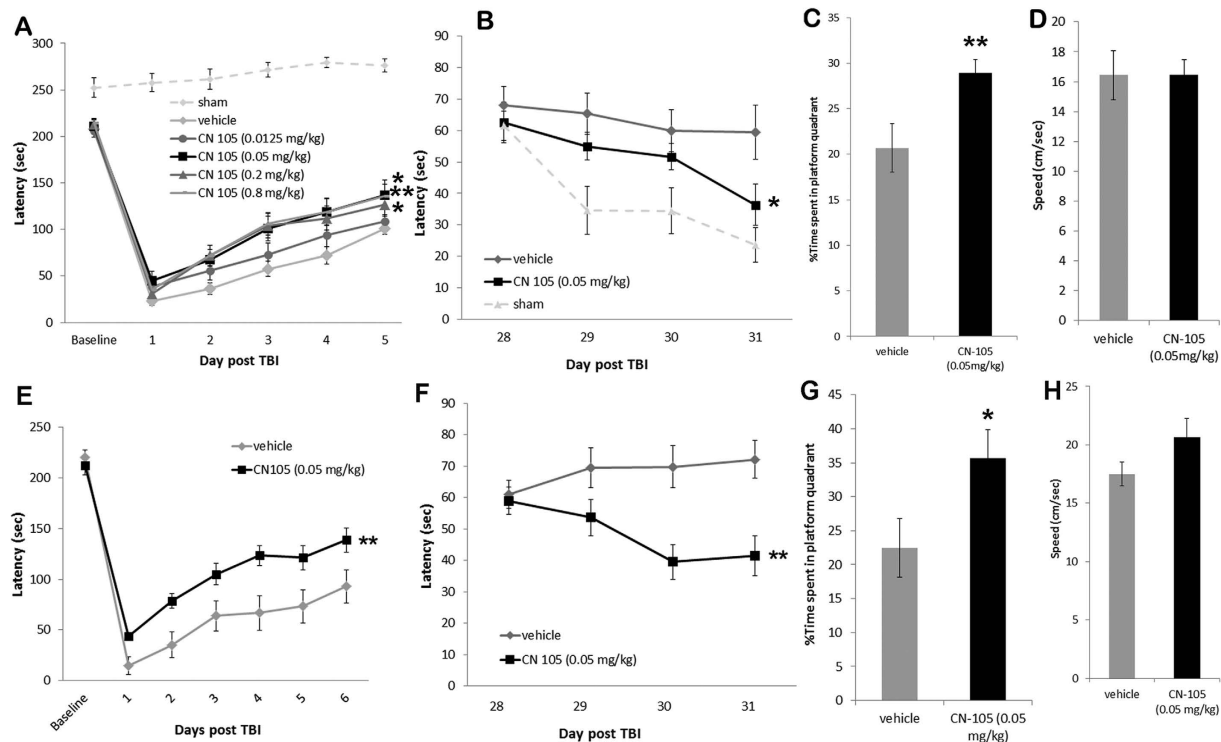 A
Latency (sec)
300
250
200
150
100
50
0
sham
vehicle
CN 105 (0.0125 mg/kg)
CN 105 (0.05 mg/kg)
CN 105 (0.2 mg/kg)
CN 105 (0.8 mg/kg)
*
**
*
Baseline 1 2 3 4 5
Day post TBI
B
Latency (sec)
90
80
70
60
50
40
30
20
10
0
*
vehicle
CN 105 (0.05 mg/kg)
sham
28 29 30 31
Day post TBI
C
%Time spent in platform quadrant
35
30
25
20
15
10
5
0
**
vehicle CN-105
(0.05mg/kg)
D
Speed (cm/sec)
20
18
16
14
12
10
8
6
4
2
0
vehicle CN-105
(0.05mg/kg)
E
Latency (sec)
250
200
150
100
50
0
vehicle
CN105 (0.05 mg/kg)
**
Baseline 1 2 3 4 5 6
Days post TBI
F
Latency (sec)
90
80
70
60
50
40
30
20
10
0
**
vehicle
CN 105 (0.05 mg/kg)
28 29 30 31
Day post TBI
G
%Time spent in platform quadrant
45
40
35
30
25
20
15
10
5
0
*
vehicle CN-105 (0.05
mg/kg)
H
Speed (cm/sec)
25
20
15
10
5
0
vehicle CN-105
(0.05 mg/kg)